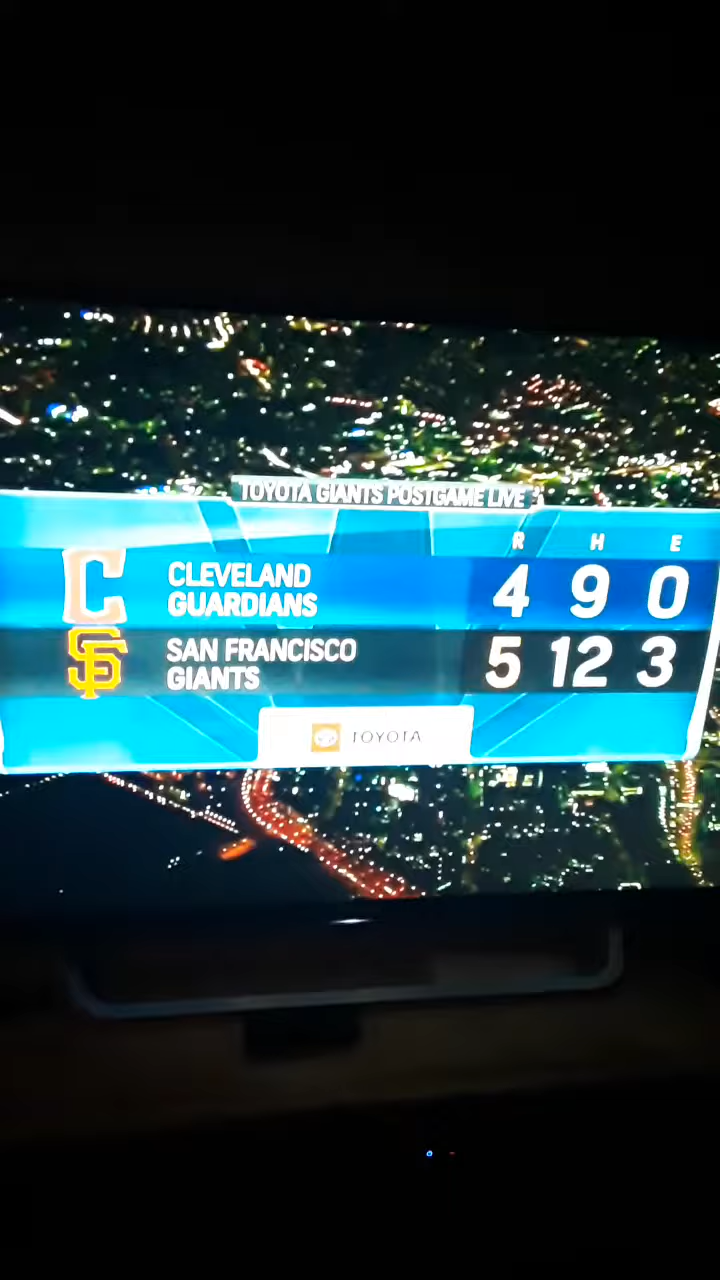 TOYOTA GIANTS POSTGAME LIVE
R H E
C CLEVELAND GUARDIANS 4 9 0
SF SAN FRANCISCO GIANTS 5 12 3
TOYOTA